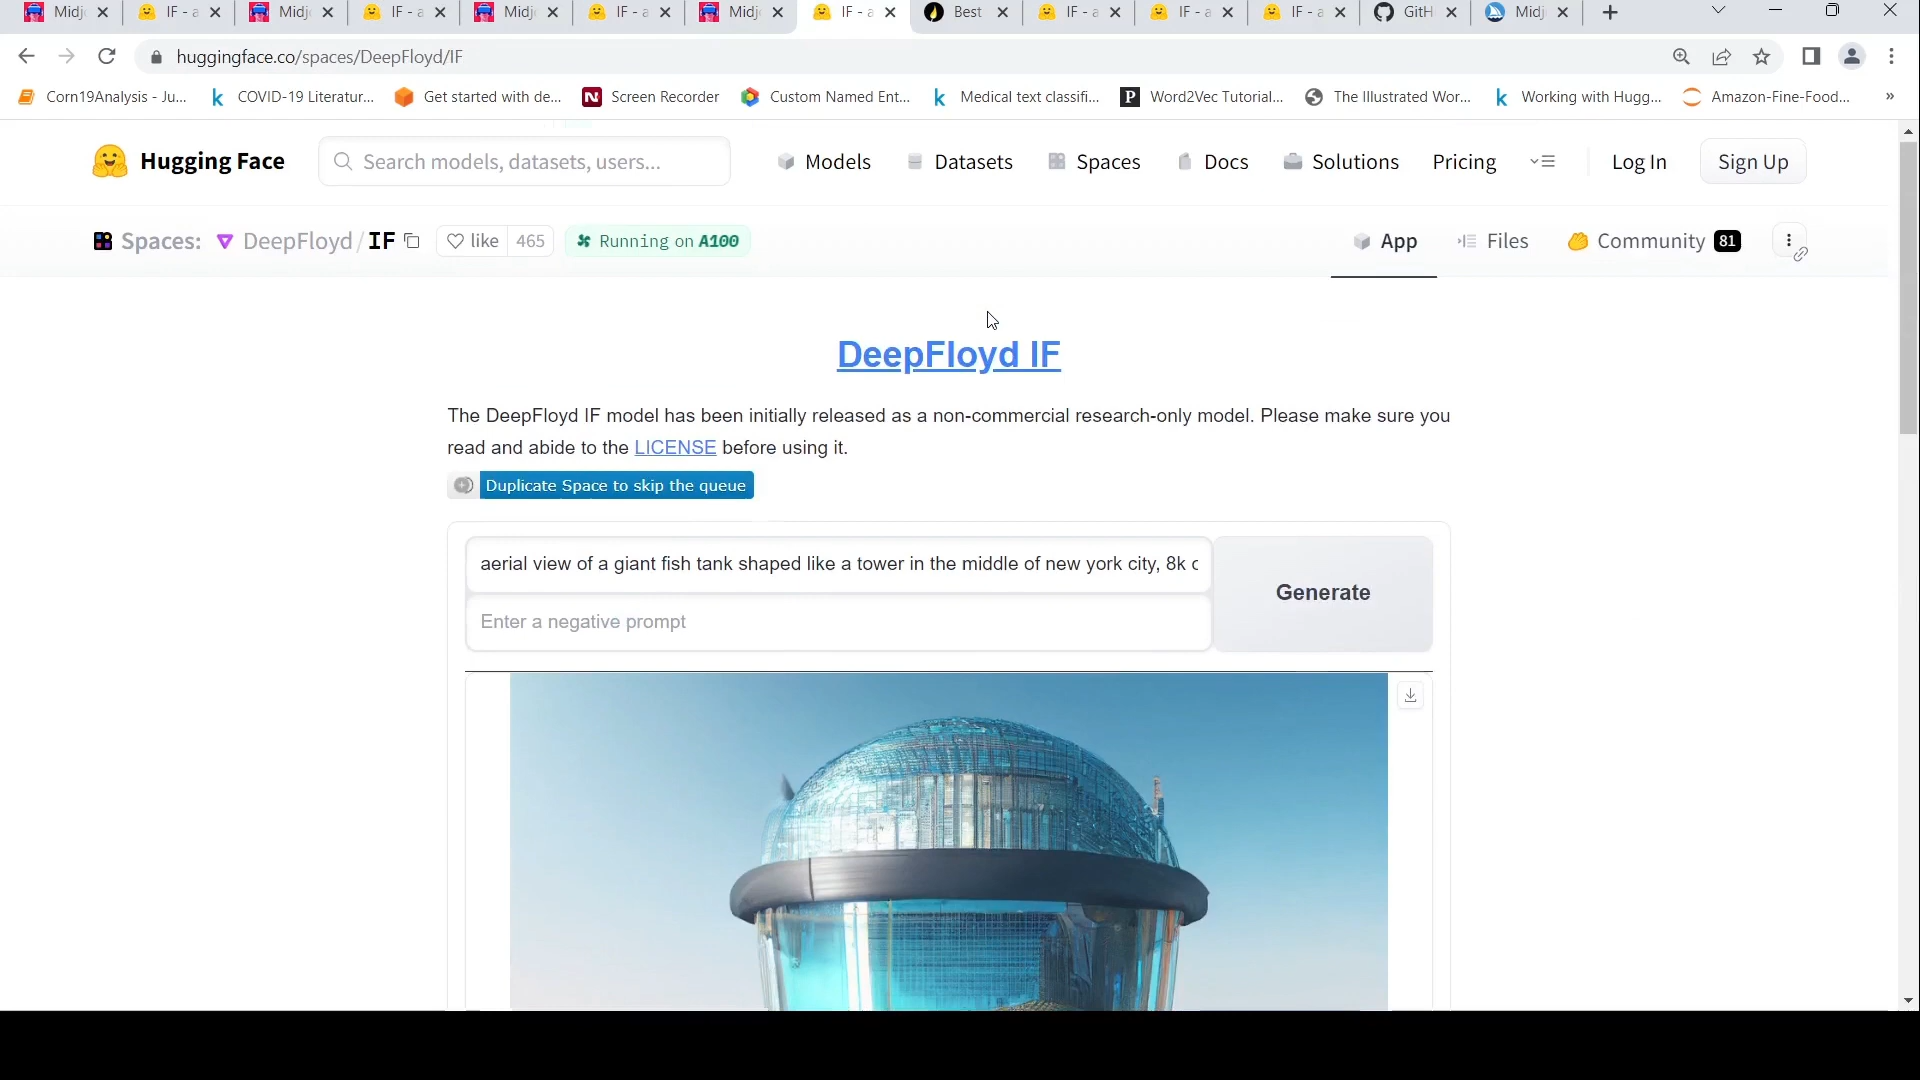 Midj IF - a Midj IF - a Midj IF - a Midj IF - a Best IF - a IF - a IF - a GitH Midj
huggingface.co/spaces/DeepFloyd/IF
Corn19Analysis - Ju... COVID-19 Literatur... Get started with de... Screen Recorder Custom Named Ent... Medical text classifi... Word2Vec Tutorial... The Illustrated Wor... Working with Hugg... Amazon-Fine-Food... »
Hugging Face Search models, datasets, users... Models Datasets Spaces Docs Solutions Pricing Log In Sign Up
Spaces: DeepFloyd/IF like 465 Running on A100 App Files Community 81
DeepFloyd IF
The DeepFloyd IF model has been initially released as a non-commercial research-only model. Please make sure you
read and abide to the LICENSE before using it.
Duplicate Space to skip the queue
aerial view of a giant fish tank shaped like a tower in the middle of new york city, 8k c
Generate
Enter a negative prompt